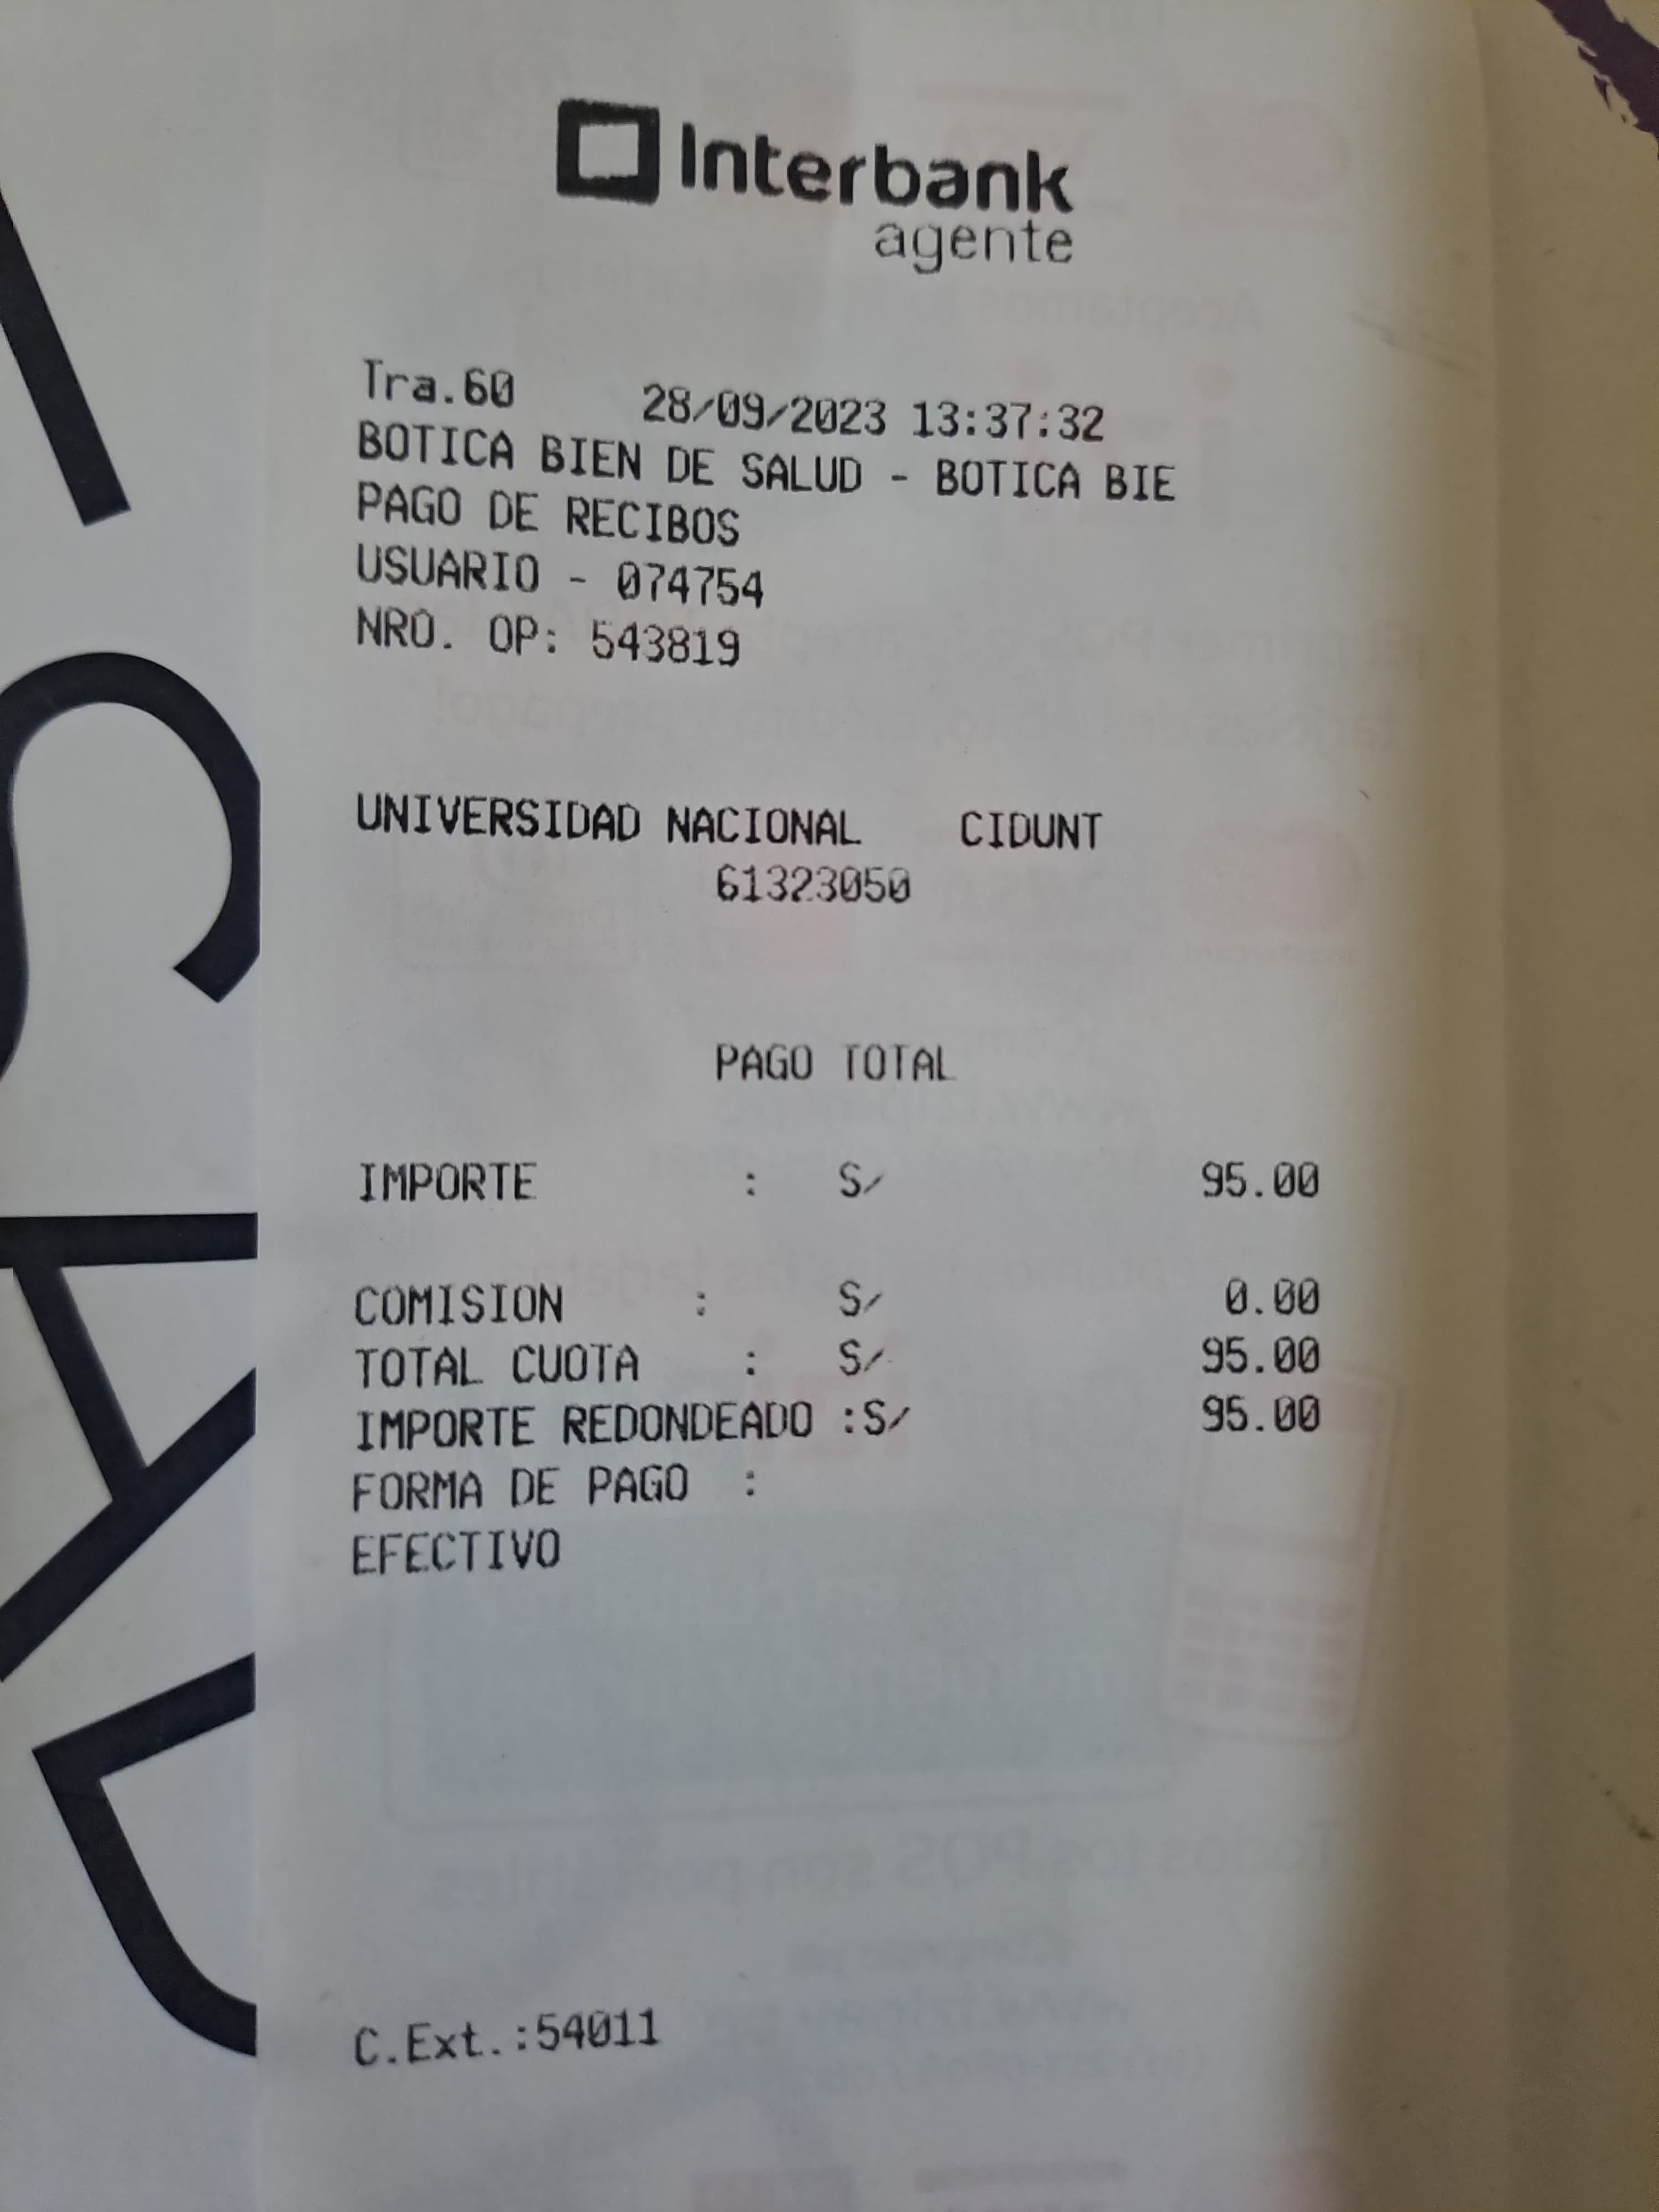 Interbank
agente
Tra.60 28/09/2023 13:37:32
BOTICA BIEN DE SALUD - BOTICA BIE
PAGO DE RECIBOS
USUARIO - 074754
NRO. OP: 543819
UNIVERSIDAD NACIONAL CIDUNT
61323050
PAGO TOTAL
IMPORTE : S/ 95.00
COMISION : S/ 0.00
TOTAL CUOTA : S/ 95.00
IMPORTE REDONDEADO :S/ 95.00
FORMA DE PAGO :
EFECTIVO
C.Ext.:54011